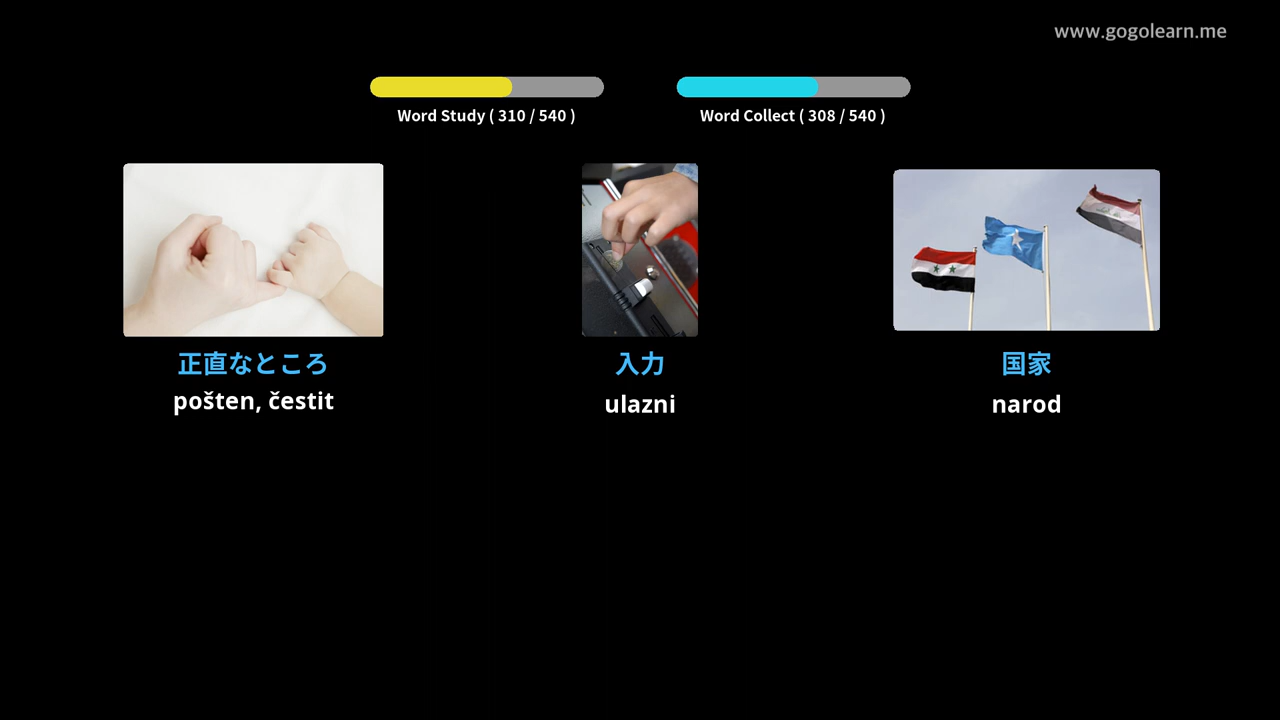 www.gogolearn.me
Word Study ( 310 / 540 )
Word Collect ( 308 / 540 )
正直なところ
pošten, čestit
入力
ulazni
国家
narod